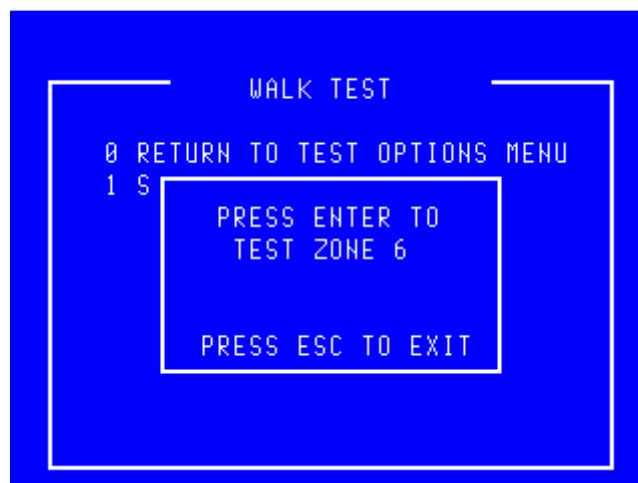 WALK TEST
0 RETURN TO TEST OPTIONS MENU
1 S
PRESS ENTER TO
TEST ZONE 6
PRESS ESC TO EXIT